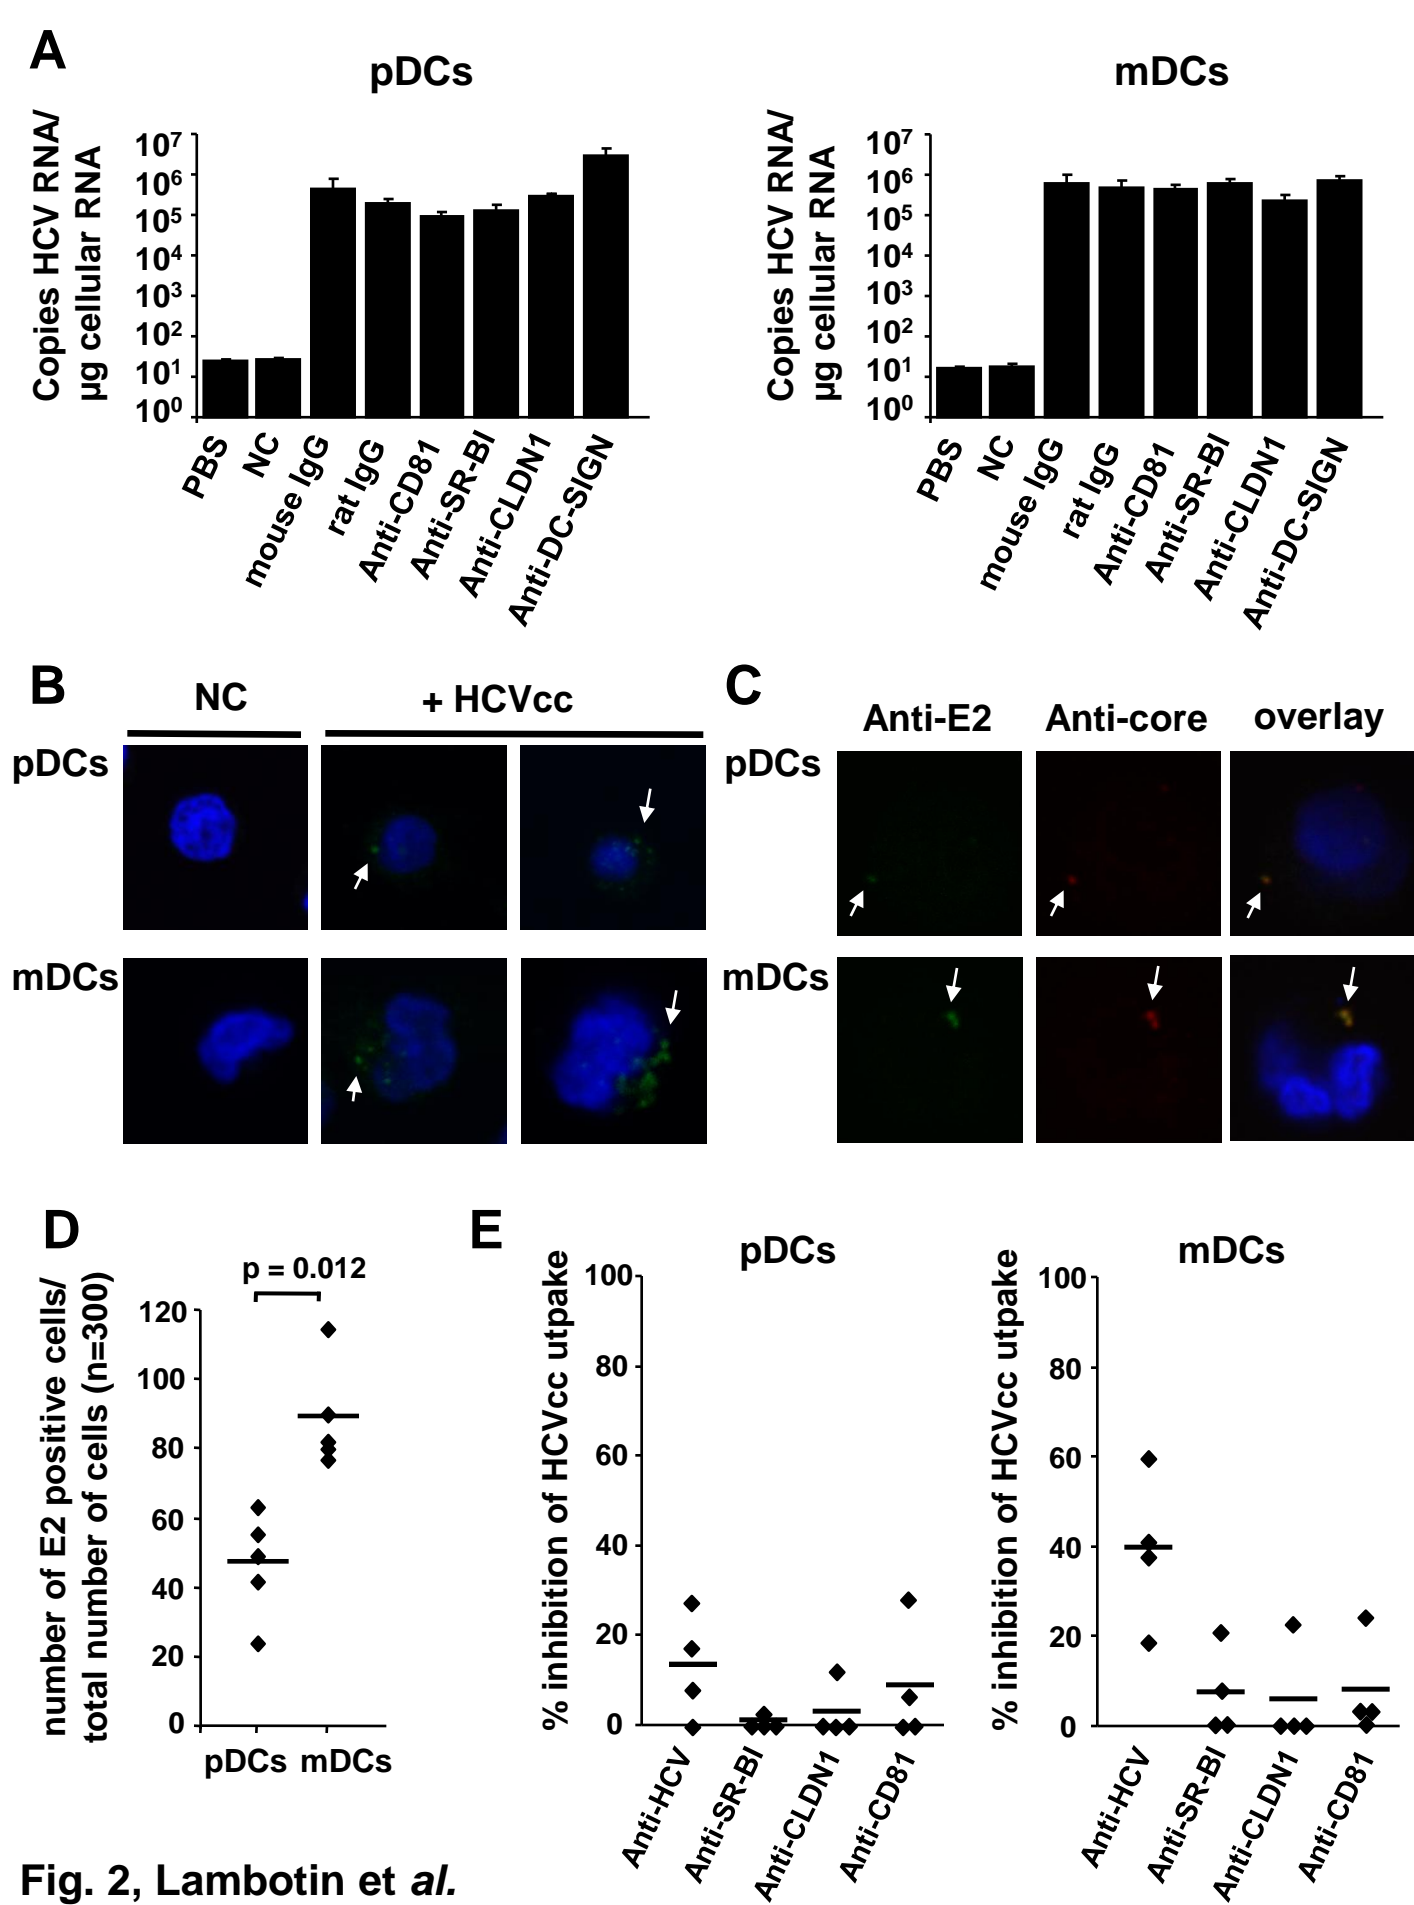 A
pDCs
mDCs
Copies HCV RNA/
µg cellular RNA
10⁷
10⁶
10⁵
10⁴
10³
10²
10¹
10⁰
PBS
NC
mouse IgG
rat IgG
Anti-CD81
Anti-SR-BI
Anti-CLDN1
Anti-DC-SIGN
Copies HCV RNA/
µg cellular RNA
10⁷
10⁶
10⁵
10⁴
10³
10²
10¹
10⁰
PBS
NC
mouse IgG
rat IgG
Anti-CD81
Anti-SR-BI
Anti-CLDN1
Anti-DC-SIGN
B
NC
+ HCVcc
pDCs
mDCs
C
Anti-E2
Anti-core
overlay
pDCs
mDCs
D
p = 0.012
number of E2 positive cells/
total number of cells (n=300)
120
100
80
60
40
20
0
pDCs
mDCs
E
pDCs
% inhibition of HCVcc utpake
100
80
60
40
20
0
Anti-HCV
Anti-SR-BI
Anti-CLDN1
Anti-CD81
mDCs
% inhibition of HCVcc utpake
100
80
60
40
20
0
Anti-HCV
Anti-SR-BI
Anti-CLDN1
Anti-CD81
Fig. 2, Lambotin et al.